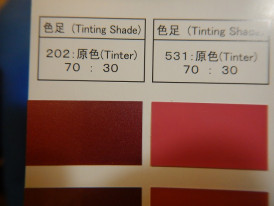 色足 (Tinting Shade)
202:原色(Tinter)
70 : 30
色足 (Tinting Shade
531:原色(Tinter)
70 : 30